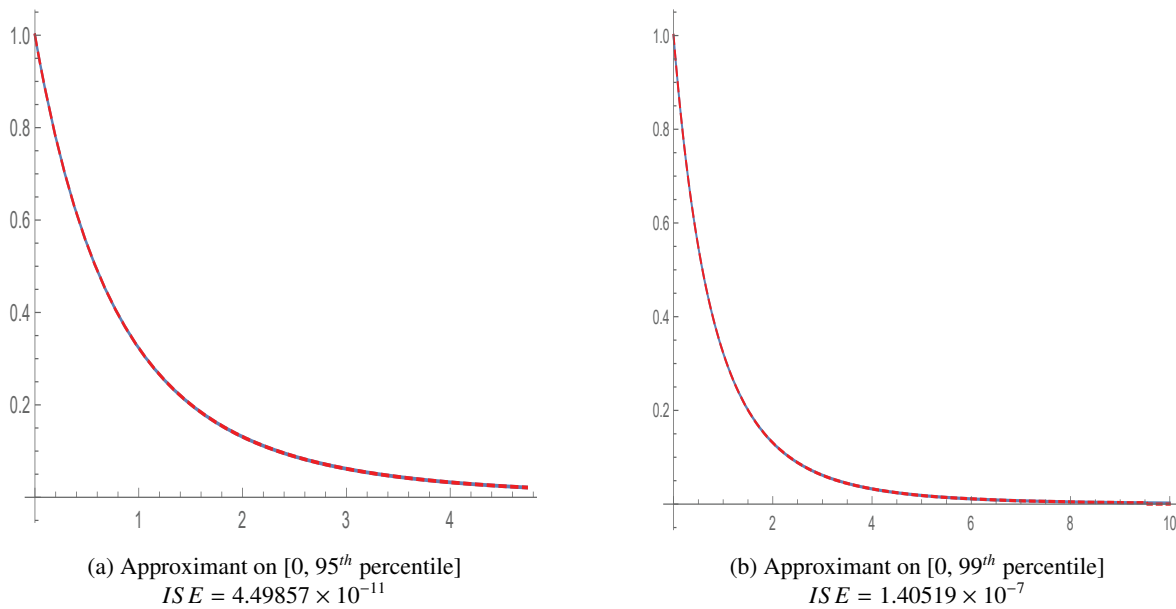 1.0
0.8
0.6
0.4
0.2
1 2 3 4
(a) Approximant on [0, 95th percentile]
ISE = 4.49857 × 10−11
1.0
0.8
0.6
0.4
0.2
2 4 6 8 10
(b) Approximant on [0, 99th percentile]
ISE = 1.40519 × 10−7